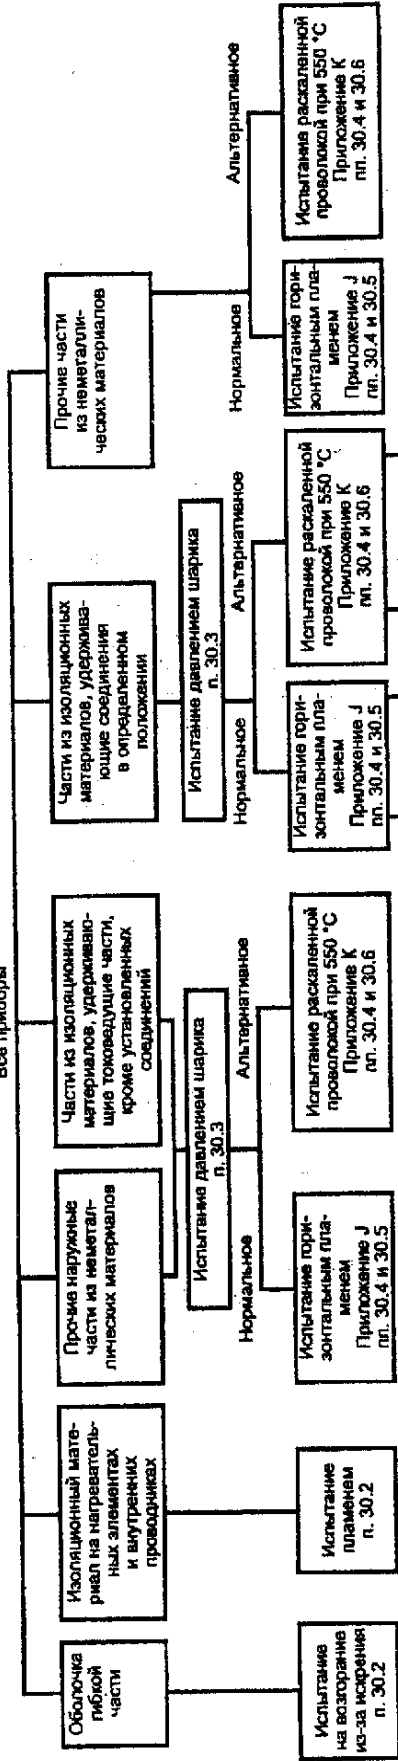 Все приборы
Оболочка
гибкой
части
Изоляционный мате-
риал на нагреватель-
ных элементах
и внутренних
проводниках
Прочие наружные
части из неметал-
лических материалов
Части из изоляционных
материалов, удерживаю-
щие токоведущие части,
кроме установленных
соединений
Части из изоляционных
материалов, удержива-
ющие соединения
в определенном
положении
Прочие части
из неметалли-
ческих материалов
Испытание давлением шарика
п. 30.3
Испытание давлением шарика
п. 30.3
Нормальное
Альтернативное
Нормальное
Альтернативное
Нормальное
Альтернативное
Испытание
на возгорание
из-за искрения
п. 30.2
Испытание
пламенем
п. 30.2
Испытание гори-
зонтальным пла-
менем
Приложение J
пп. 30.4 и 30.5
Испытание раскаленной
проволокой при 550 °C
Приложение K
пп. 30.4 и 30.6
Испытание гори-
зонтальным пла-
менем
Приложение J
пп. 30.4 и 30.5
Испытание раскаленной
проволокой при 550 °C
Приложение K
пп. 30.4 и 30.6
Испытание гори-
зонтальным пла-
менем
Приложение J
пп. 30.4 и 30.5
Испытание раскаленной
проволокой при 550 °C
Приложение K
пп. 30.4 и 30.6